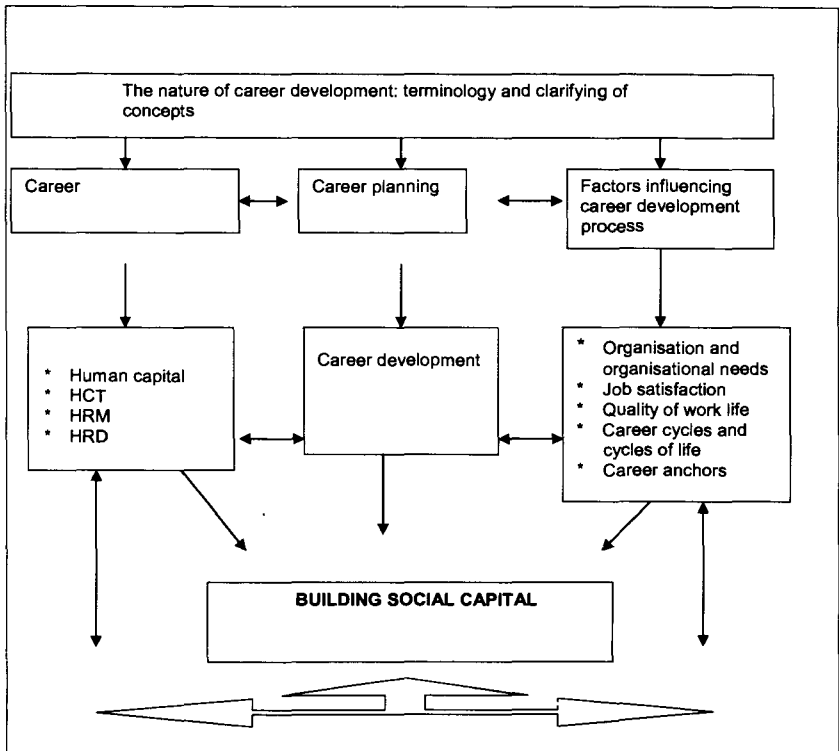 The nature of career development: terminology and clarifying of
concepts
Career
Career planning
Factors influencing
career development
process
* Human capital
* HCT
* HRM
* HRD
Career development
* Organisation and
organisational needs
* Job satisfaction
* Quality of work life
* Career cycles and
cycles of life
* Career anchors
BUILDING SOCIAL CAPITAL